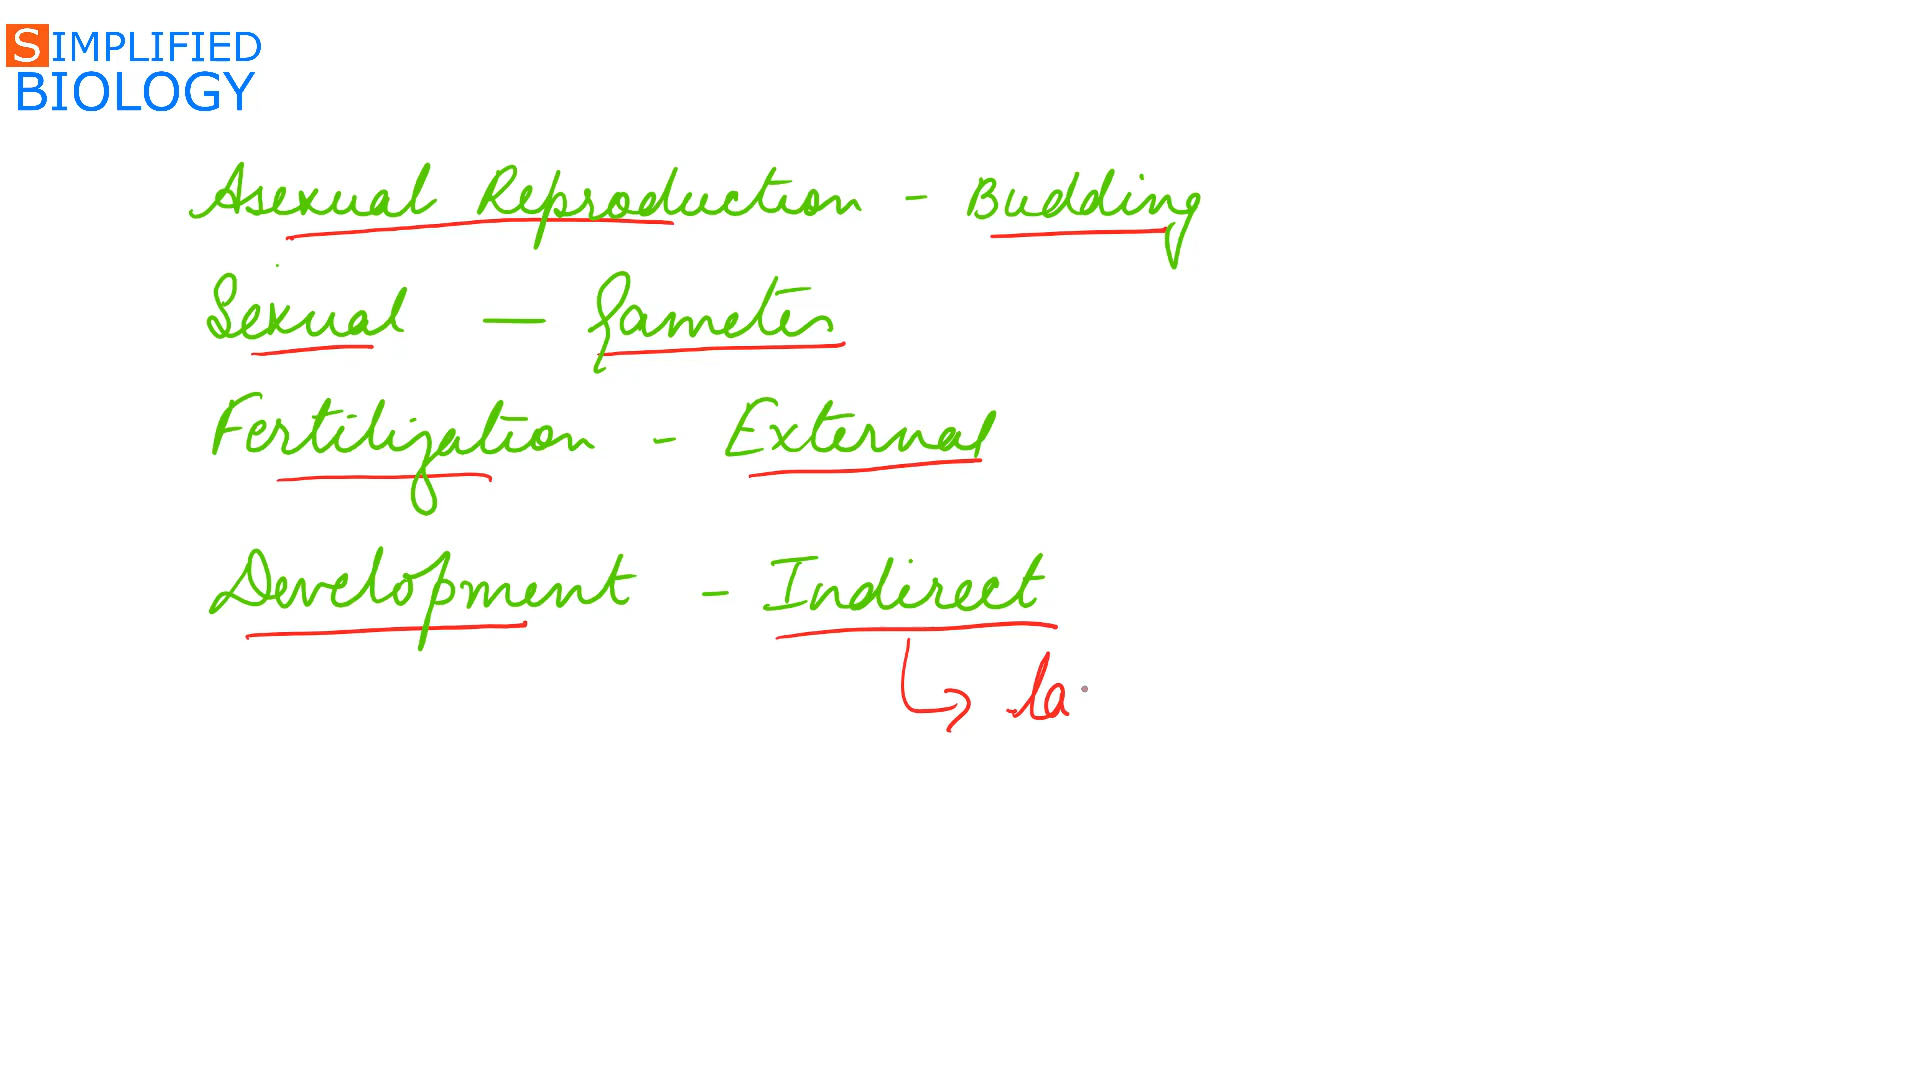 SIMPLIFIED
BIOLOGY
Asexual Reproduction - Budding
Sexual — Gametes
Fertilization - External
Development - Indirect
la